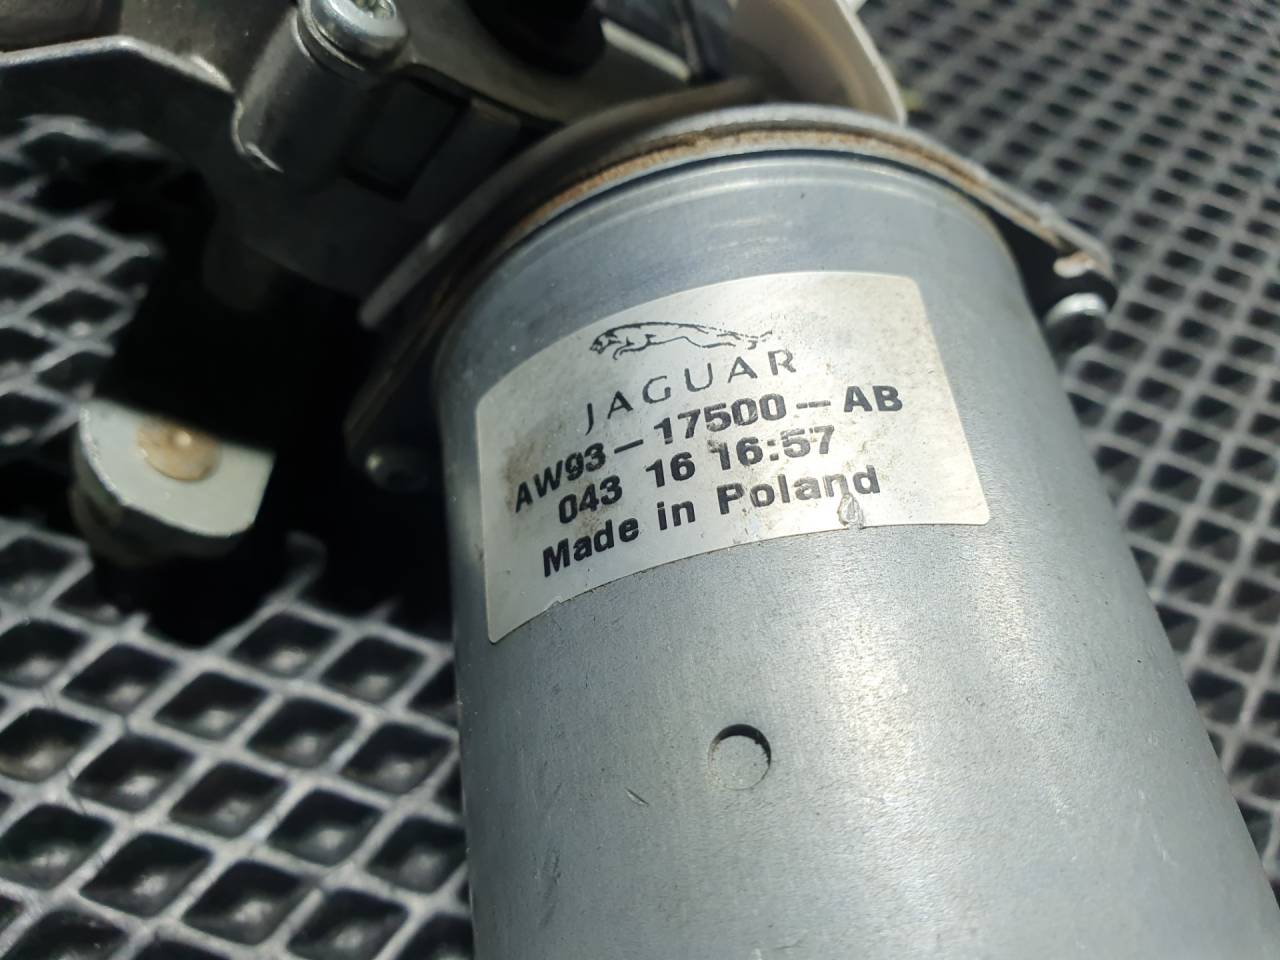 JAGUAR
AW93-17500-AB
043 16 16:57
Made in Poland